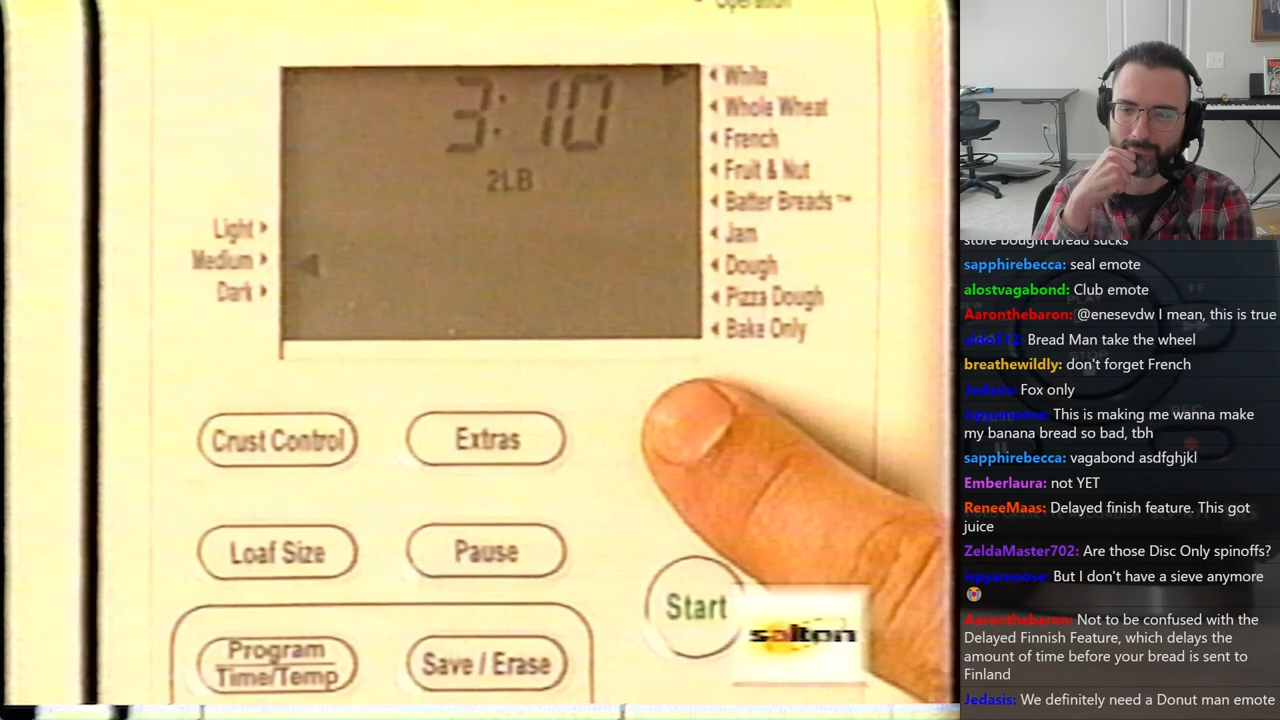 Operation
3:10
2LB
White
Whole Wheat
French
Fruit & Nut
Batter Breads™
Jam
Dough
Pizza Dough
Bake Only
Light
Medium
Dark
Crust Control
Extras
Loaf Size
Pause
Start
salton
Program
Time/Temp
Save / Erase
store bought bread sucks
sapphirebecca: seal emote
alostvagabond: Club emote
Aaronthebaron: @enesevdw I mean, this is true
aldo512: Bread Man take the wheel
breathewildly: don't forget French
Jedasis: Fox only
ispyamoose: This is making me wanna make
my banana bread so bad, tbh
sapphirebecca: vagabond asdfghjkl
Emberlaura: not YET
ReneeMaas: Delayed finish feature. This got
juice
ZeldaMaster702: Are those Disc Only spinoffs?
ispyamoose: But I don't have a sieve anymore
Aaronthebaron: Not to be confused with the
Delayed Finnish Feature, which delays the
amount of time before your bread is sent to
Finland
Jedasis: We definitely need a Donut man emote